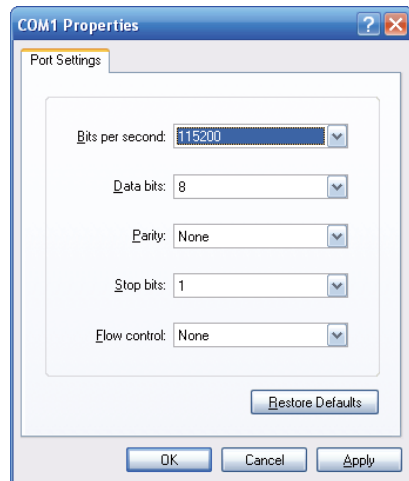 COM1 Properties
Port Settings
Bits per second: 115200
Data bits: 8
Parity: None
Stop bits: 1
Flow control: None
Restore Defaults
OK Cancel Apply